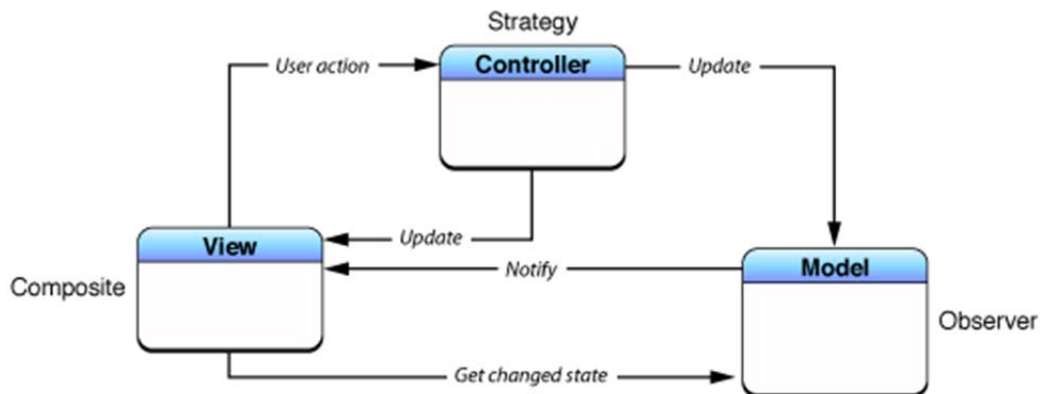 Strategy
User action
Controller
Update
Update
View
Notify
Model
Composite
Observer
Get changed state